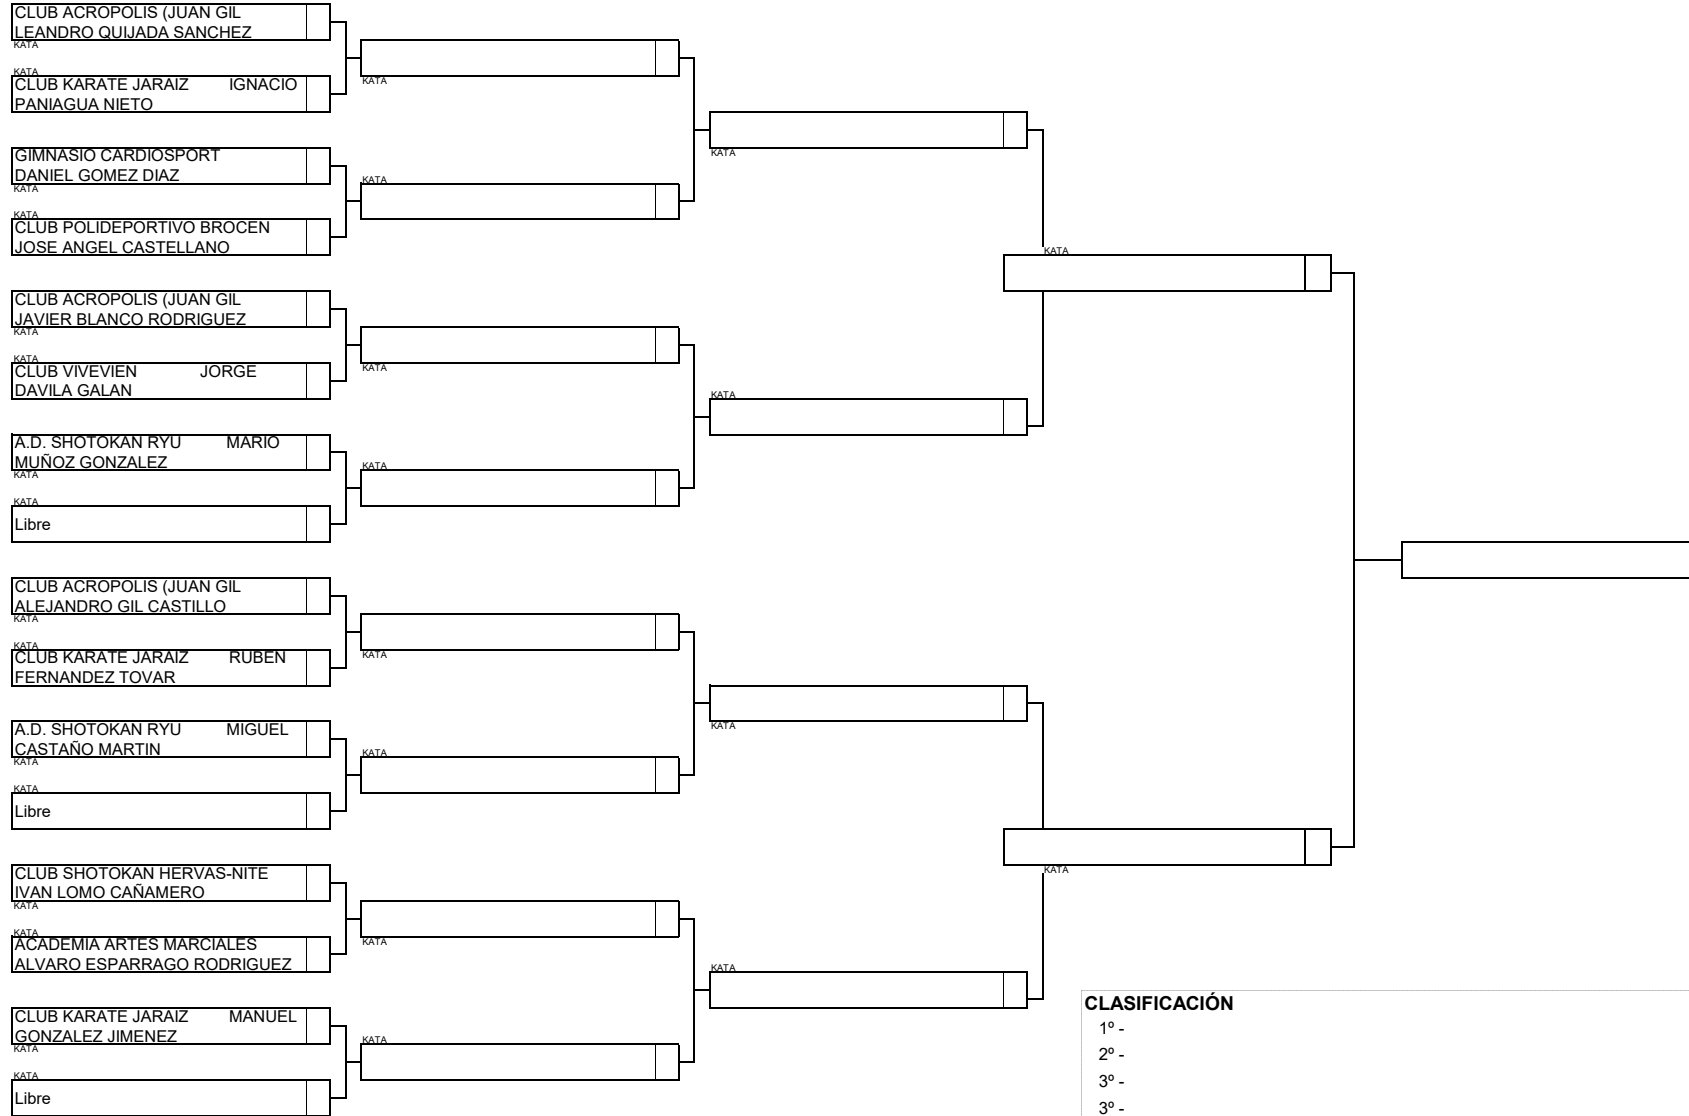 CLUB ACROPOLIS (JUAN GIL
LEANDRO QUIJADA SANCHEZ
KATA
KATA
CLUB KARATE JARAIZ IGNACIO
PANIAGUA NIETO
KATA
GIMNASIO CARDIOSPORT
DANIEL GOMEZ DIAZ
KATA
KATA
CLUB POLIDEPORTIVO BROCEN
JOSE ANGEL CASTELLANO
KATA
KATA
KATA
CLUB ACROPOLIS (JUAN GIL
JAVIER BLANCO RODRIGUEZ
KATA
KATA
CLUB VIVEVIEN JORGE
DAVILA GALAN
KATA
KATA
A.D. SHOTOKAN RYU MARIO
MUÑOZ GONZALEZ
KATA
KATA
Libre
KATA
CLUB ACROPOLIS (JUAN GIL
ALEJANDRO GIL CASTILLO
KATA
KATA
CLUB KARATE JARAIZ RUBEN
FERNANDEZ TOVAR
KATA
KATA
A.D. SHOTOKAN RYU MIGUEL
CASTAÑO MARTIN
KATA
KATA
Libre
KATA
KATA
CLUB SHOTOKAN HERVAS-NITE
IVAN LOMO CAÑAMERO
KATA
KATA
ACADEMIA ARTES MARCIALES
ALVARO ESPARRAGO RODRIGUEZ
KATA
KATA
CLUB KARATE JARAIZ MANUEL
GONZALEZ JIMENEZ
KATA
KATA
Libre
KATA
CLASIFICACIÓN
1º -
2º -
3º -
3º -